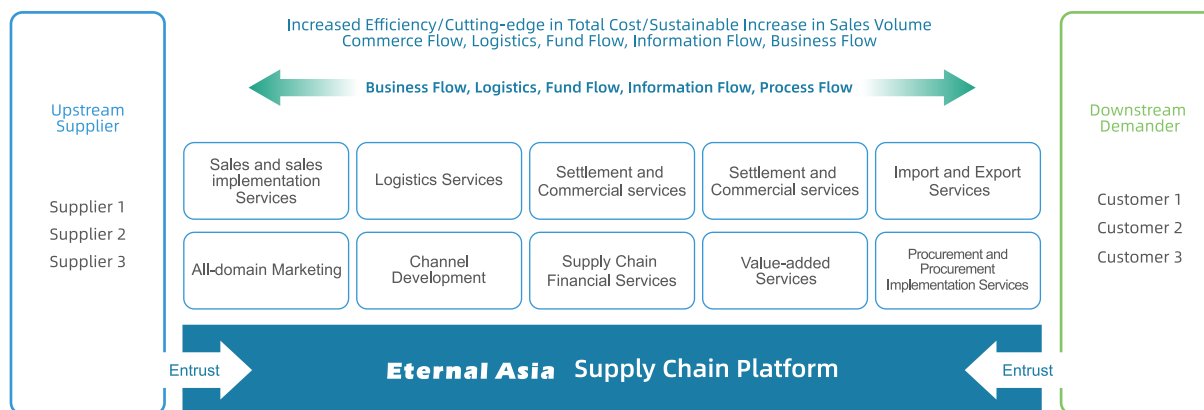 Increased Efficiency/Cutting-edge in Total Cost/Sustainable Increase in Sales Volume
Commerce Flow, Logistics, Fund Flow, Information Flow, Business Flow
Business Flow, Logistics, Fund Flow, Information Flow, Process Flow
Upstream
Supplier
Supplier 1
Supplier 2
Supplier 3
Sales and sales
implementation
Services
Logistics Services
Settlement and
Commercial services
Settlement and
Commercial services
Import and Export
Services
All-domain Marketing
Channel
Development
Supply Chain
Financial Services
Value-added
Services
Procurement and
Procurement
Implementation Services
Downstream
Demander
Customer 1
Customer 2
Customer 3
Entrust
Eternal Asia Supply Chain Platform
Entrust